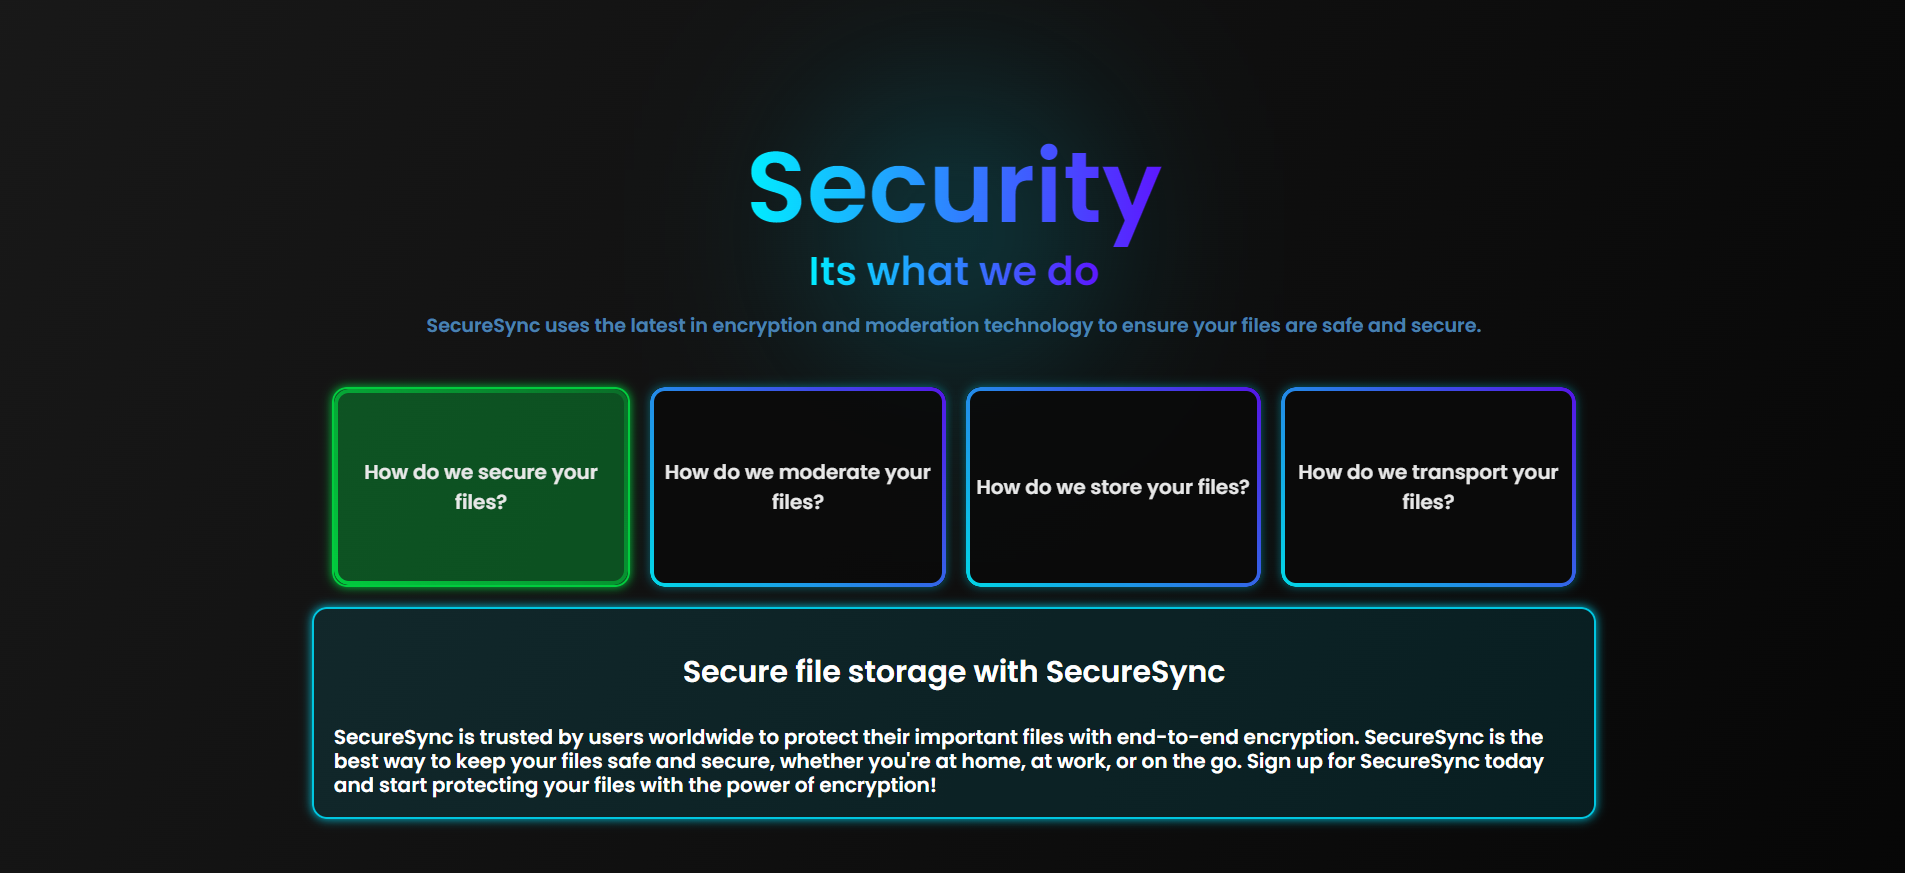 Security
Its what we do
SecureSync uses the latest in encryption and moderation technology to ensure your files are safe and secure.
How do we secure your
files?
How do we moderate your
files?
How do we store your files?
How do we transport your
files?
Secure file storage with SecureSync
SecureSync is trusted by users worldwide to protect their important files with end-to-end encryption. SecureSync is the
best way to keep your files safe and secure, whether you're at home, at work, or on the go. Sign up for SecureSync today
and start protecting your files with the power of encryption!